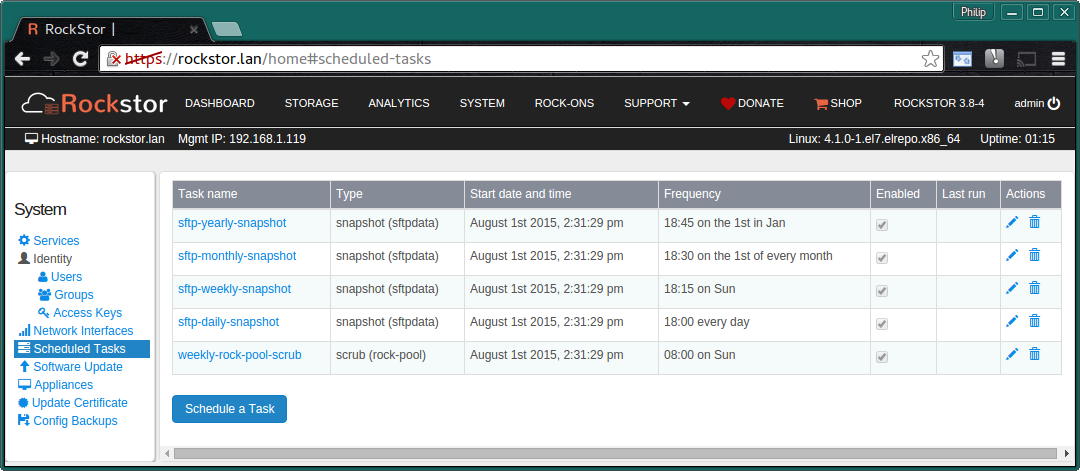 Philip
RockStor |
https://rockstor.lan/home#scheduled-tasks
Rockstor DASHBOARD STORAGE ANALYTICS SYSTEM ROCK-ONS SUPPORT DONATE SHOP ROCKSTOR 3.8-4 admin
Hostname: rockstor.lan Mgmt IP: 192.168.1.119 Linux: 4.1.0-1.el7.elrepo.x86_64 Uptime: 01:15
System
Services
Identity
Users
Groups
Access Keys
Network Interfaces
Scheduled Tasks
Software Update
Appliances
Update Certificate
Config Backups
Task name Type Start date and time Frequency Enabled Last run Actions
sftp-yearly-snapshot snapshot (sftpdata) August 1st 2015, 2:31:29 pm 18:45 on the 1st in Jan
sftp-monthly-snapshot snapshot (sftpdata) August 1st 2015, 2:31:29 pm 18:30 on the 1st of every month
sftp-weekly-snapshot snapshot (sftpdata) August 1st 2015, 2:31:29 pm 18:15 on Sun
sftp-daily-snapshot snapshot (sftpdata) August 1st 2015, 2:31:29 pm 18:00 every day
weekly-rock-pool-scrub scrub (rock-pool) August 1st 2015, 2:31:29 pm 08:00 on Sun
Schedule a Task